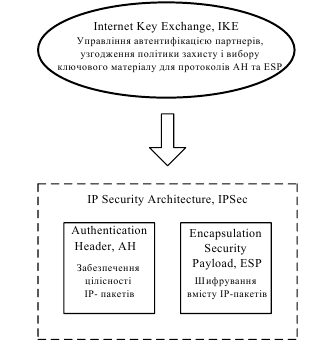 Internet Key Exchange, IKE
Управління автентифікацією партнерів,
узгодження політики захисту і вибору
ключового матеріалу для протоколів AH та ESP
IP Security Architecture, IPSec
Authentication
Header, AH
Забезпечення
цілісності
IP- пакетів
Encapsulation
Security
Payload, ESP
Шифрування
вмісту IP-пакетів